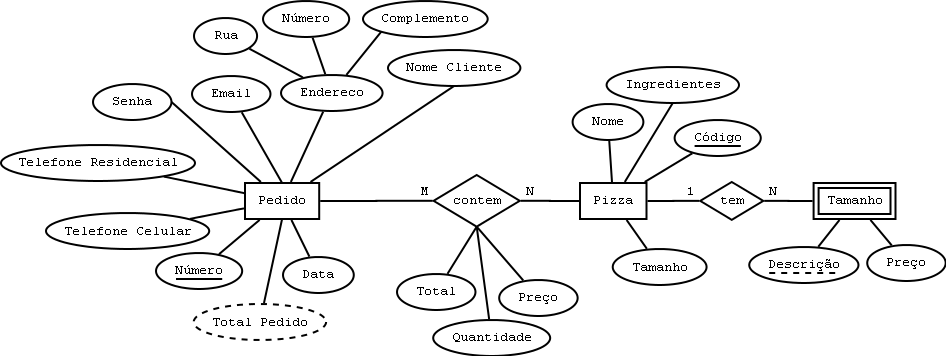 Número
Complemento
Rua
Nome Cliente
Endereco
Email
Senha
Ingredientes
Nome
Código
Telefone Residencial
Pedido
M
contem
N
Pizza
1
tem
N
Tamanho
Telefone Celular
Número
Data
Total Pedido
Total
Preço
Quantidade
Tamanho
Descrição
Preço